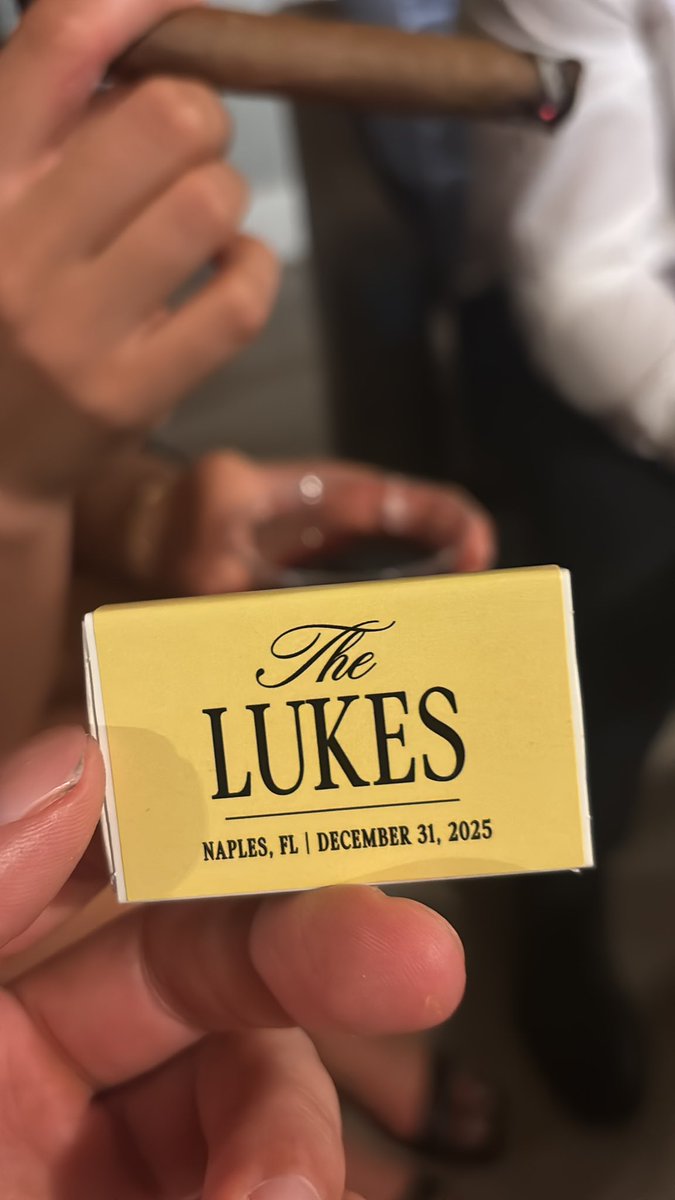 The
LUKES
NAPLES, FL | DECEMBER 31, 2025